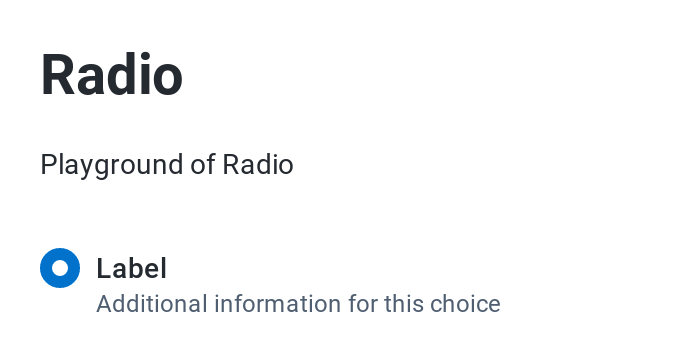 Radio
Playground of Radio
Label
Additional information for this choice